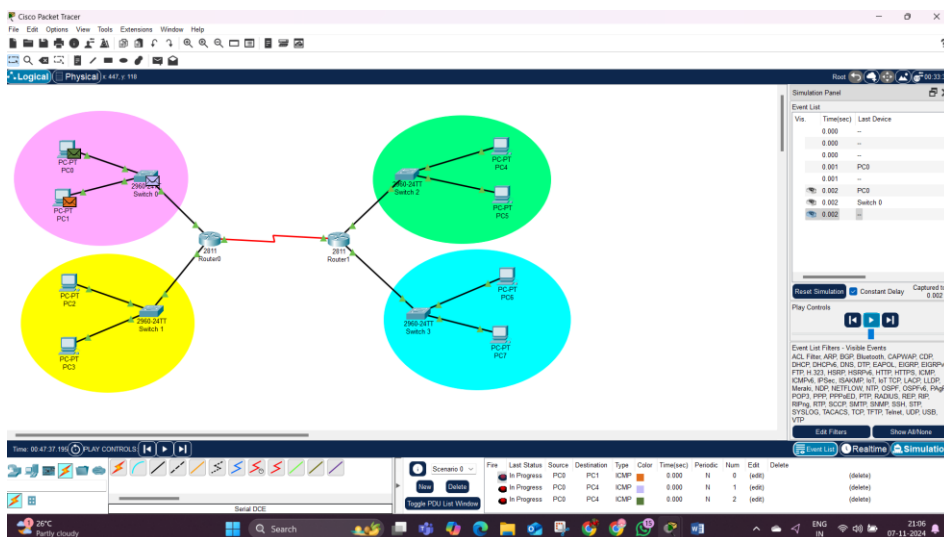 Cisco Packet Tracer
File Edit Options View Tools Extensions Window Help
Logical Physical x: 447, y: 118
Root 00:33:
Simulation Panel
Event List
Vis. Time(sec) Last Device
0.000 --
0.000 --
0.000 --
0.001 PC0
0.001 --
0.002 PC0
0.002 Switch 0
0.002 --
Reset Simulation Constant Delay Captured to
0.002
Play Controls
Event List Filters - Visible Events
ACL Filter, ARP, BGP, Bluetooth, CAPWAP, CDP,
DHCP, DHCPv6, DNS, DTP, EAPOL, EIGRP, EIGRPv
FTP, H.323, HSRP, HSRPv6, HTTP, HTTPS, ICMP,
ICMPv6, IPSec, ISAKMP, IoT, IoT TCP, LACP, LLDP,
Meraki, NDP, NETFLOW, NTP, OSPF, OSPFv6, PAgP
POP3, PPP, PPPoED, PTP, RADIUS, REP, RIP,
RIPng, RTP, SCCP, SMTP, SNMP, SSH, STP,
SYSLOG, TACACS, TCP, TFTP, Telnet, UDP, USB,
VTP
Edit Filters Show All/None
Event List Realtime Simulatio
PC-PT
PC0
PC-PT
PC1
2960-24TT
Switch 0
PC-PT
PC2
PC-PT
PC3
2960-24TT
Switch 1
2811
Router0
2811
Router1
2960-24TT
Switch 2
PC-PT
PC4
PC-PT
PC5
2960-24TT
Switch 3
PC-PT
PC6
PC-PT
PC7
Time: 00:47:37.195 PLAY CONTROLS
Serial DCE
Scenario 0
New Delete
Toggle PDU List Window
Fire Last Status Source Destination Type Color Time(sec) Periodic Num Edit Delete
In Progress PC0 PC1 ICMP 0.000 N 0 (edit) (delete)
In Progress PC0 PC4 ICMP 0.000 N 1 (edit) (delete)
In Progress PC0 PC4 ICMP 0.000 N 2 (edit) (delete)
26°C
Partly cloudy
Search
15
ENG
IN
21:06
07-11-2024